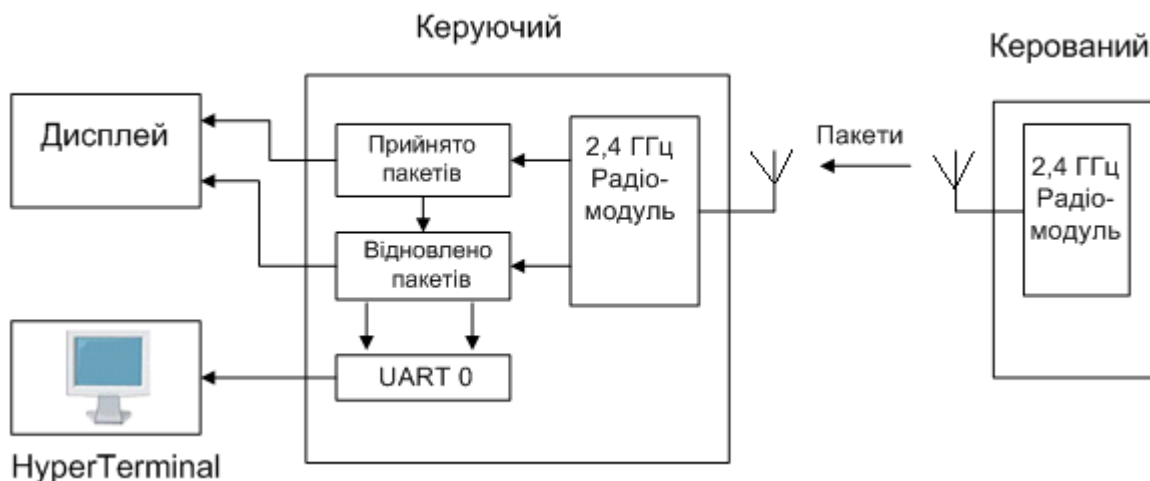 Керуючий
Керований
Дисплей
Прийнято
пакетів
2,4 ГГц
Радіо-
модуль
Пакети
2,4 ГГц
Радіо-
модуль
Відновлено
пакетів
UART 0
HyperTerminal